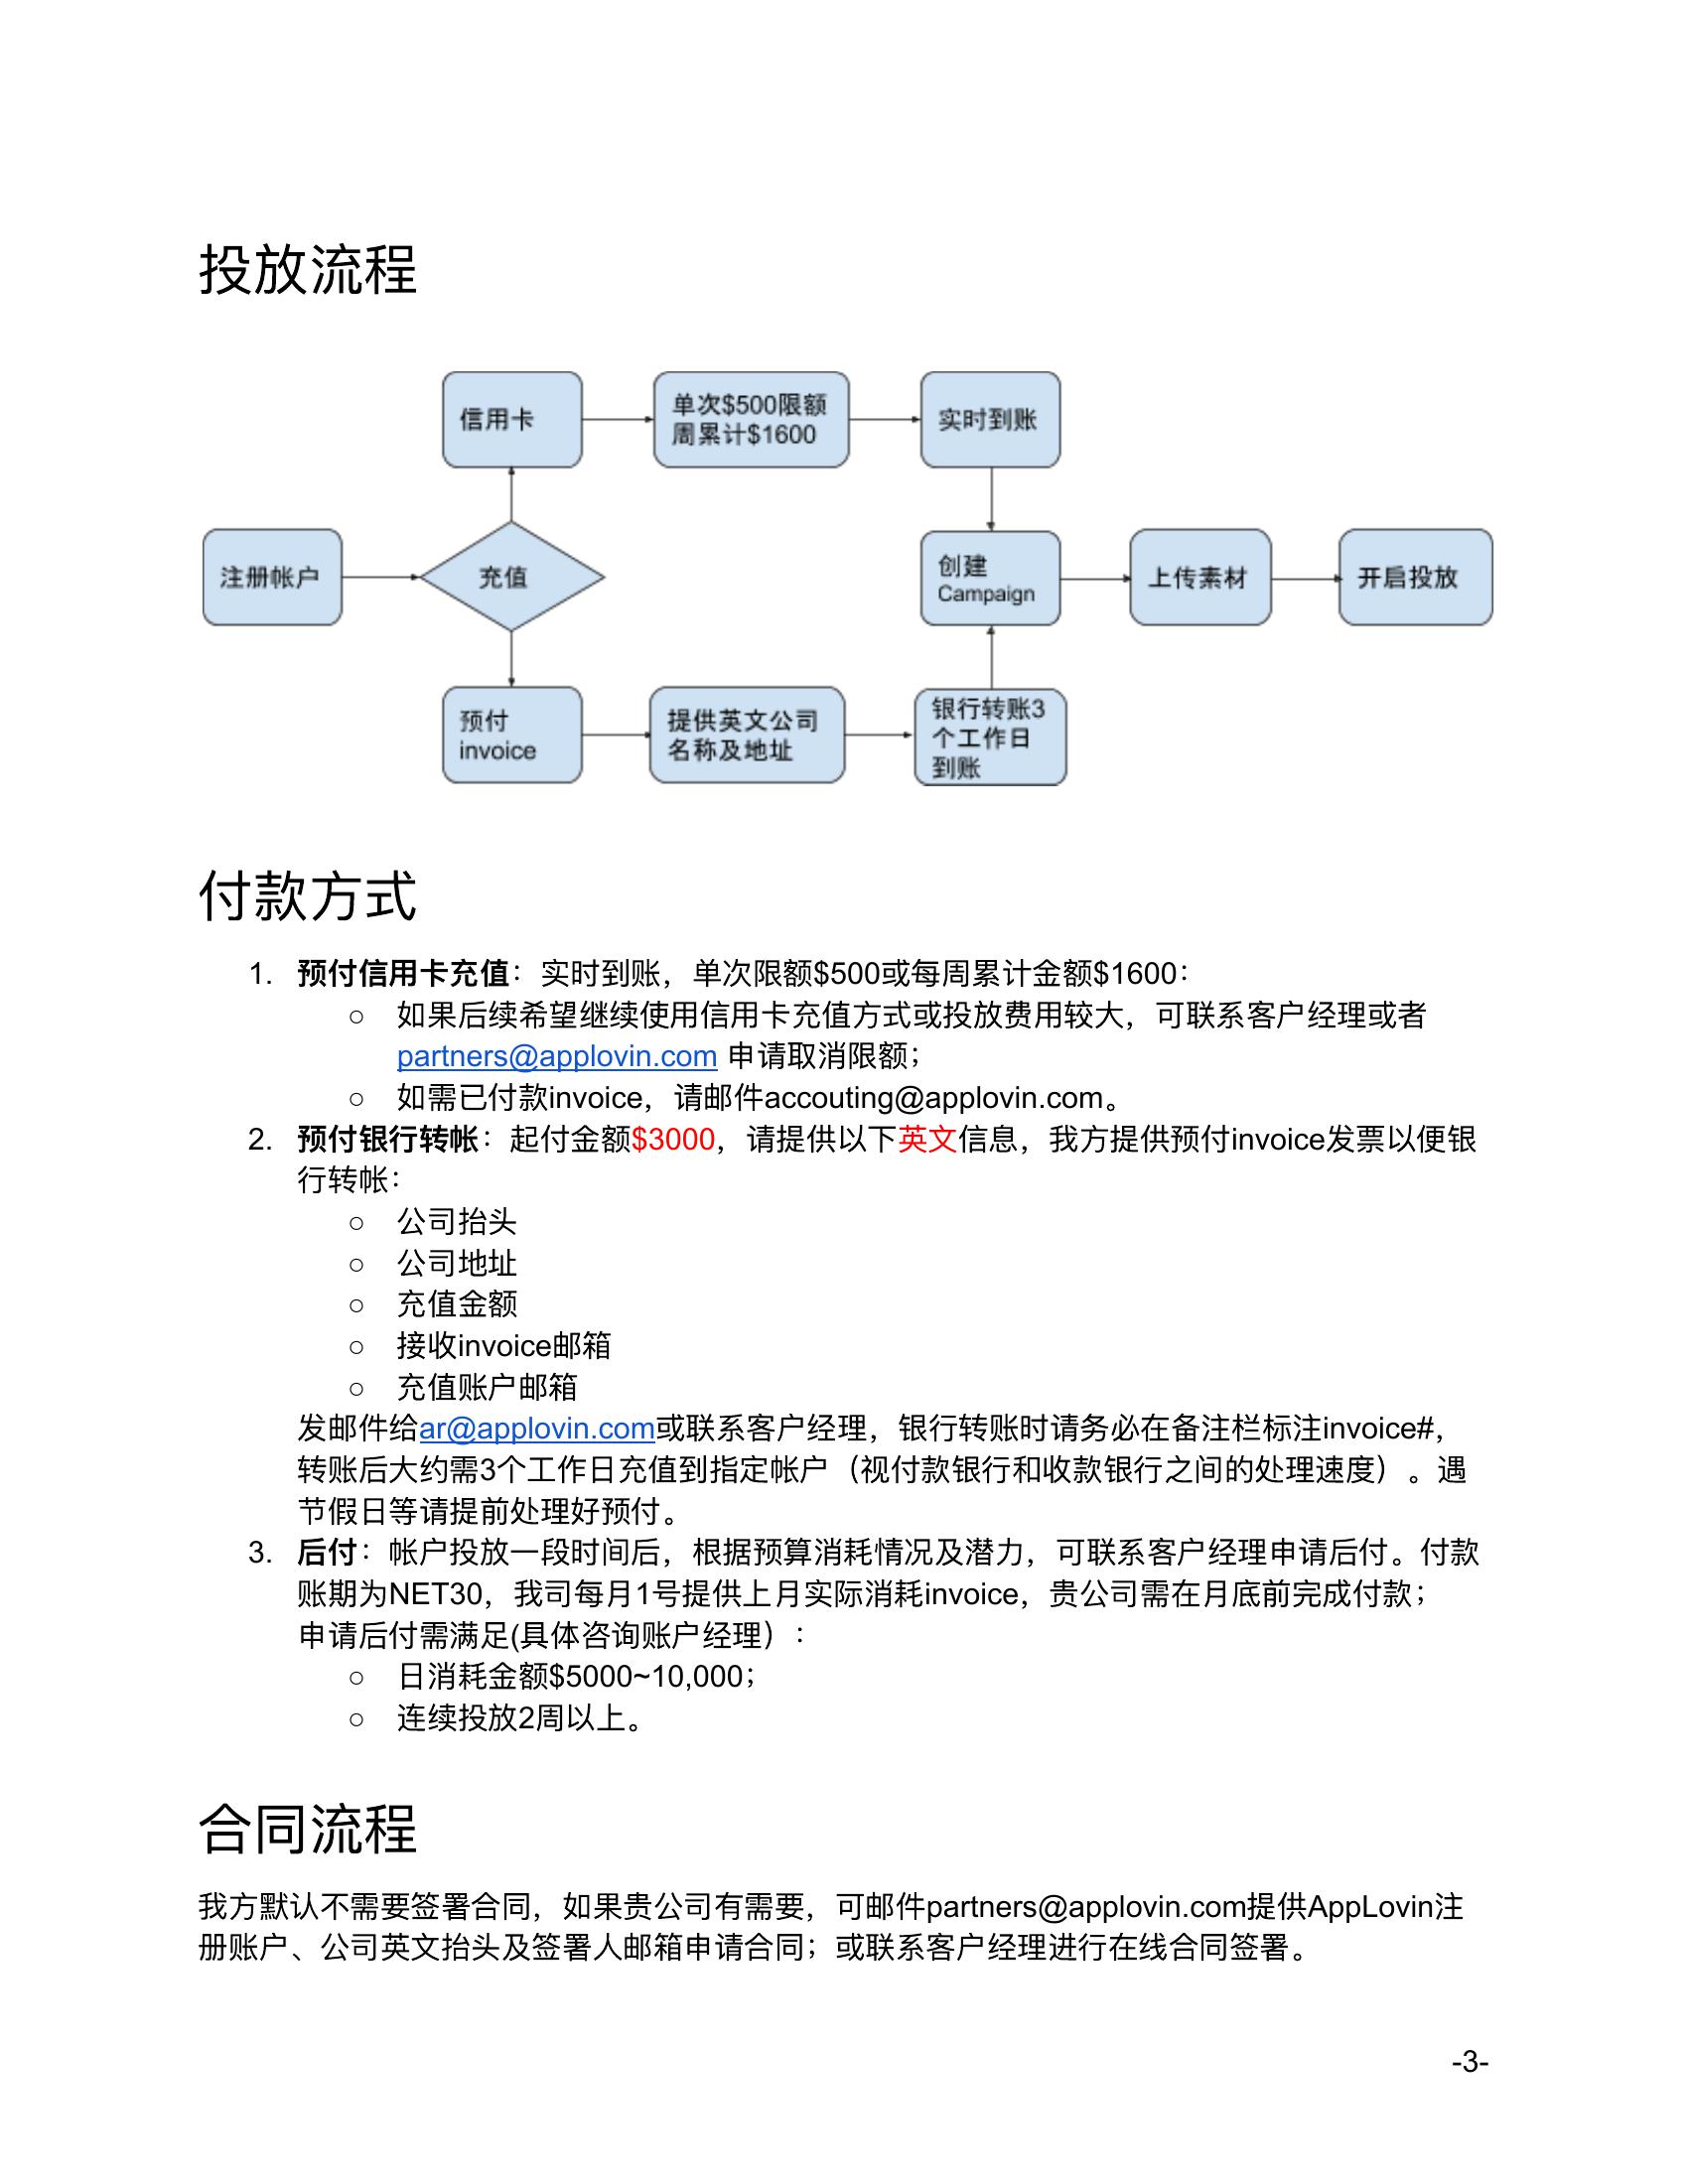 投放流程
信用卡
单次$500限额
周累计$1600
实时到账
注册帐户
充值
创建
Campaign
上传素材
开启投放
预付
invoice
提供英文公司
名称及地址
银行转账3
个工作日
到账
付款方式
1. 预付信用卡充值：实时到账，单次限额$500或每周累计金额$1600：
○ 如果后续希望继续使用信用卡充值方式或投放费用较大，可联系客户经理或者
partners@applovin.com 申请取消限额；
○ 如需已付款invoice，请邮件accouting@applovin.com。
2. 预付银行转帐：起付金额$3000，请提供以下英文信息，我方提供预付invoice发票以便银
行转帐：
○ 公司抬头
○ 公司地址
○ 充值金额
○ 接收invoice邮箱
○ 充值账户邮箱
发邮件给ar@applovin.com或联系客户经理，银行转账时请务必在备注栏标注invoice#，
转账后大约需3个工作日充值到指定帐户（视付款银行和收款银行之间的处理速度）。遇
节假日等请提前处理好预付。
3. 后付：帐户投放一段时间后，根据预算消耗情况及潜力，可联系客户经理申请后付。付款
账期为NET30，我司每月1号提供上月实际消耗invoice，贵公司需在月底前完成付款；
申请后付需满足(具体咨询账户经理）：
○ 日消耗金额$5000~10,000；
○ 连续投放2周以上。
合同流程
我方默认不需要签署合同，如果贵公司有需要，可邮件partners@applovin.com提供AppLovin注
册账户、公司英文抬头及签署人邮箱申请合同；或联系客户经理进行在线合同签署。
-3-